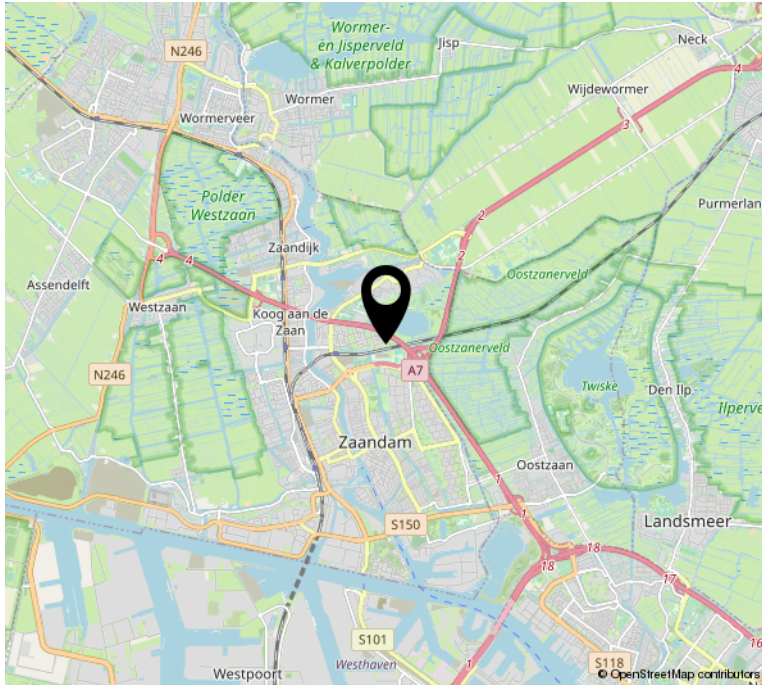 Wormer-
en Jisperveld
& Kalverpolder
Neck
Jisp
N246
4
Wijdewormer
Wormer
Wormerveer
3
Polder
Westzaan
Purmerlan
2
Zaandijk
2
4
4
Oostzanerveld
Assendelft
Westzaan
Koog aan de
Zaan
Oostzanerveld
N246
A7
Twiske
Den Ilp
Ilperve
Zaandam
Oostzaan
1
1
S150
Landsmeer
18
18
17
S101
16
Westhaven
1
S118
Westpoort
© OpenStreetMap contributors